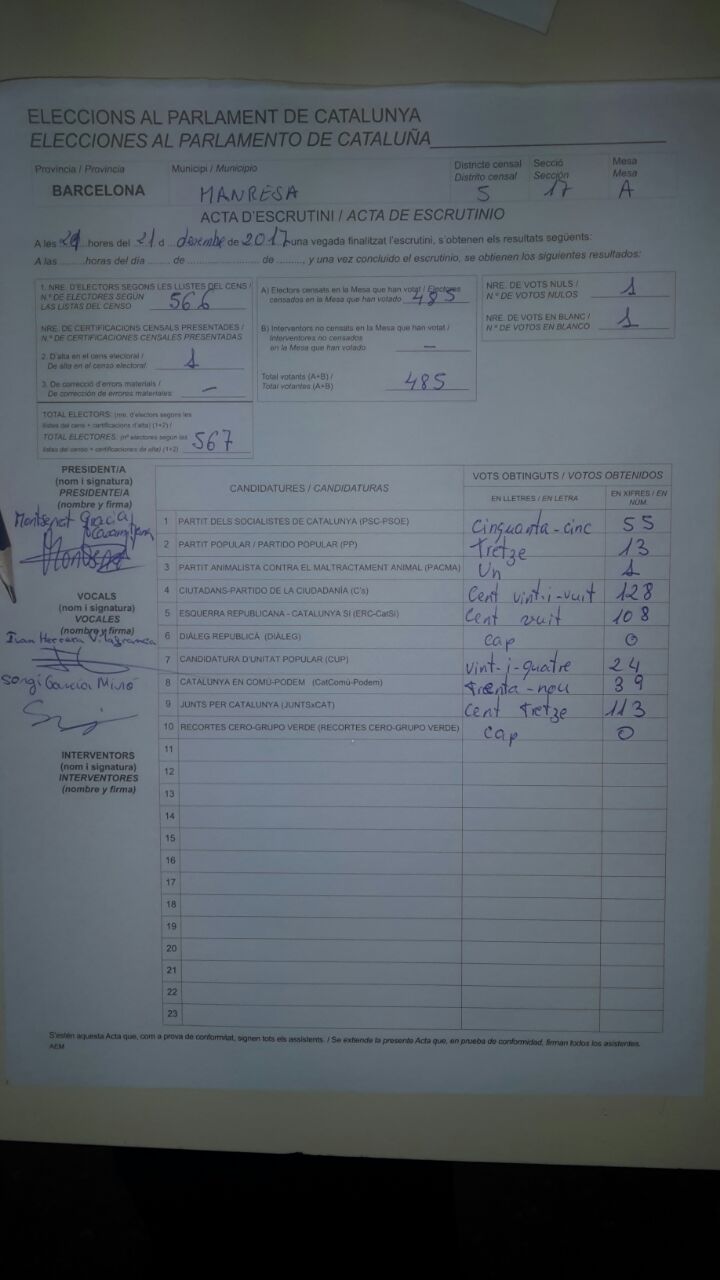 ELECCIONS AL PARLAMENT DE CATALUNYA
ELECCIONES AL PARLAMENTO DE CATALUÑA
Provincia / Provincia Municipi / Municipio Districte censal Secció Mesa
Distrito censal Sección Mesa
BARCELONA MANRESA 5 17 A
ACTA D'ESCRUTINI / ACTA DE ESCRUTINIO
A les hores del 21 d desembre de 2017 una vegada finalitzat l'escrutini, s'obtenen els resultats següents:
A las ........ horas del día ........ de ........ de ........, y una vez concluido el escrutinio, se obtienen los siguientes resultados:
1. NRE. D'ELECTORS SEGONS LES LLISTES DEL CENS /
N.º DE ELECTORES SEGÚN
LAS LISTAS DEL CENSO 566
NRE. DE CERTIFICACIONS CENSALS PRESENTADES /
N.º DE CERTIFICACIONES CENSALES PRESENTADAS
2. D'alta en el cens electoral /
De alta en el censo electoral 1
3. De correcció d'errors materials /
De corrección de errores materiales –
TOTAL ELECTORS: (nre. d'electors segons les
llistes del cens + certificacions d'alta) (1+2) /
TOTAL ELECTORES: (nº electores según las
listas del censo + certificaciones de alta) (1+2) 567
A) Electors censats en la Mesa que han votat / Electores
censados en la Mesa que han votado 485
B) Interventors no censats en la Mesa que han votat /
Interventores no censados
en la Mesa que han votado –
Total votants (A+B) /
Total votantes (A+B) 485
NRE. DE VOTS NULS /
N.º DE VOTOS NULOS 1
NRE. DE VOTS EN BLANC /
N.º DE VOTOS EN BLANCO 1
PRESIDENT/A
(nom i signatura)
PRESIDENTE/A
(nombre y firma)
Montserrat Gracia
VOCALS
(nom i signatura)
VOCALES
(nombre y firma)
Ivan Herrera Vilagrancia
Sergi Garcia Miró
INTERVENTORS
(nom i signatura)
INTERVENTORES
(nombre y firma)
CANDIDATURES / CANDIDATURAS VOTS OBTINGUTS / VOTOS OBTENIDOS
EN LLETRES / EN LETRA EN XIFRES / EN NÚM.
1 PARTIT DELS SOCIALISTES DE CATALUNYA (PSC-PSOE) Cinquanta-cinc 55
2 PARTIT POPULAR / PARTIDO POPULAR (PP) tretze 13
3 PARTIT ANIMALISTA CONTRA EL MALTRACTAMENT ANIMAL (PACMA) Un 1
4 CIUTADANS-PARTIDO DE LA CIUDADANÍA (C's) Cent vint-i-vuit 128
5 ESQUERRA REPUBLICANA - CATALUNYA SÍ (ERC-CatSí) Cent vuit 108
6 DIÀLEG REPUBLICÀ (DIÀLEG) cap 0
7 CANDIDATURA D'UNITAT POPULAR (CUP) vint-i-quatre 24
8 CATALUNYA EN COMÚ-PODEM (CatComú-Podem) trenta-nou 39
9 JUNTS PER CATALUNYA (JUNTSxCAT) Cent tretze 113
10 RECORTES CERO-GRUPO VERDE (RECORTES CERO-GRUPO VERDE) cap 0
11
12
13
14
15
16
17
18
19
20
21
22
23
S'estén aquesta Acta que, com a prova de conformitat, signen tots els assistents. / Se extiende la presente Acta que, en prueba de conformidad, firman todos los asistentes.
AEM